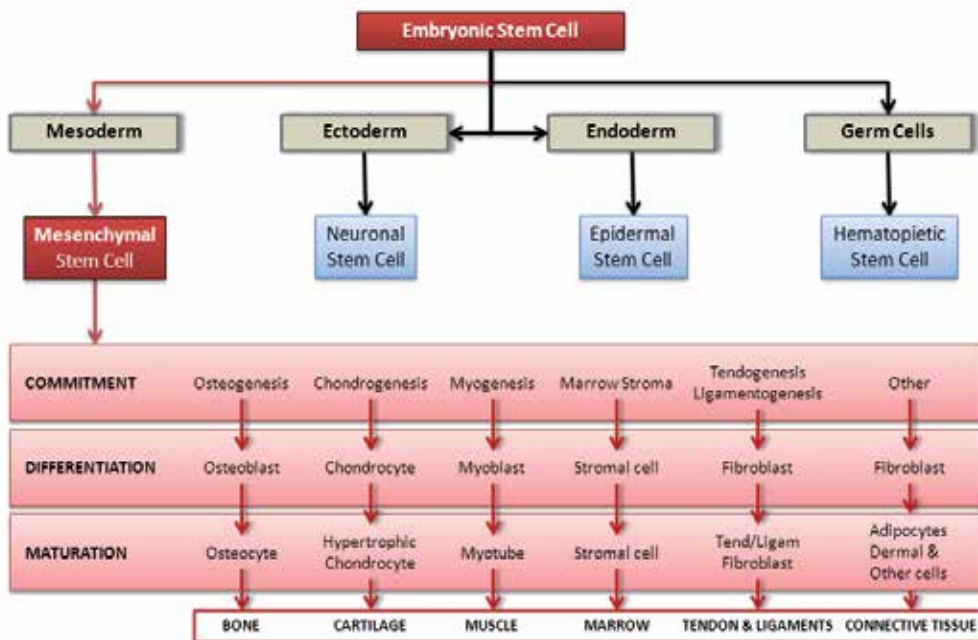 Embryonic Stem Cell
Mesoderm Ectoderm Endoderm Germ Cells
Mesenchymal Neuronal Epidermal Hematopietic
Stem Cell Stem Cell Stem Cell Stem Cell
COMMITMENT Osteogenesis Chondrogenesis Myogenesis Marrow Stroma Tendogenesis Other
Ligamentogenesis
DIFFERENTIATION Osteoblast Chondrocyte Myoblast Stromal cell Fibroblast Fibroblast
MATURATION Osteocyte Hypertrophic Myotube Stromal cell Tend/Ligam Adipocytes
Chondrocyte Fibroblast Dermal &
Other cells
BONE CARTILAGE MUSCLE MARROW TENDON & LIGAMENTS CONNECTIVE TISSUE